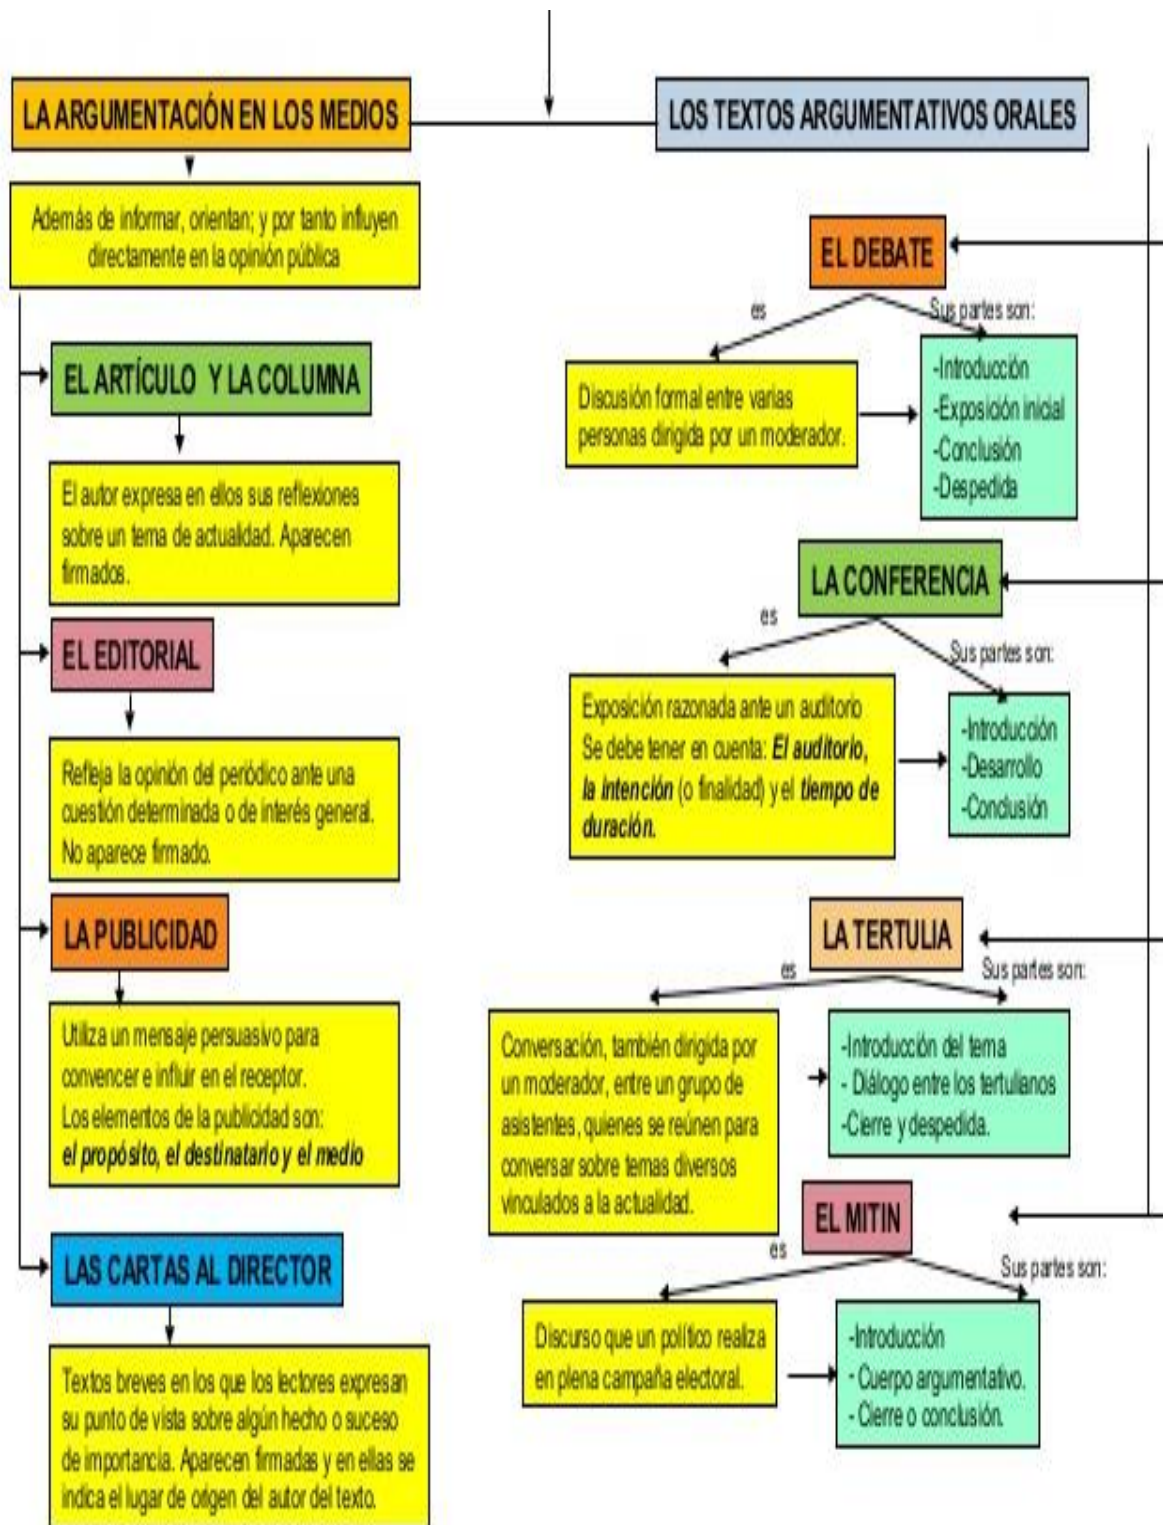 LA ARGUMENTACIÓN EN LOS MEDIOS
Además de informar, orientan; y por tanto influyen
directamente en la opinión pública
EL ARTÍCULO Y LA COLUMNA
El autor expresa en ellos sus reflexiones
sobre un tema de actualidad. Aparecen
firmados.
EL EDITORIAL
Refleja la opinión del periódico ante una
cuestión determinada o de interés general.
No aparece firmado.
LA PUBLICIDAD
Utiliza un mensaje persuasivo para
convencer e influir en el receptor.
Los elementos de la publicidad son:
el propósito, el destinatario y el medio
LAS CARTAS AL DIRECTOR
Textos breves en los que los lectores expresan
su punto de vista sobre algún hecho o suceso
de importancia. Aparecen firmadas y en ellas se
indica el lugar de origen del autor del texto.
LOS TEXTOS ARGUMENTATIVOS ORALES
EL DEBATE
es
Sus partes son:
Discusión formal entre varias
personas dirigida por un moderador.
-Introducción
-Exposición inicial
-Conclusión
-Despedida
LA CONFERENCIA
es
Sus partes son:
Exposición razonada ante un auditorio
Se debe tener en cuenta: El auditorio,
la intención (o finalidad) y el tiempo de
duración.
-Introducción
-Desarrollo
-Conclusión
LA TERTULIA
es
Sus partes son:
Conversación, también dirigida por
un moderador, entre un grupo de
asistentes, quienes se reúnen para
conversar sobre temas diversos
vinculados a la actualidad.
-Introducción del tema
- Diálogo entre los tertulianos
-Cierre y despedida.
EL MITIN
es
Sus partes son:
Discurso que un político realiza
en plena campaña electoral.
-Introducción
- Cuerpo argumentativo.
- Cierre o conclusión.